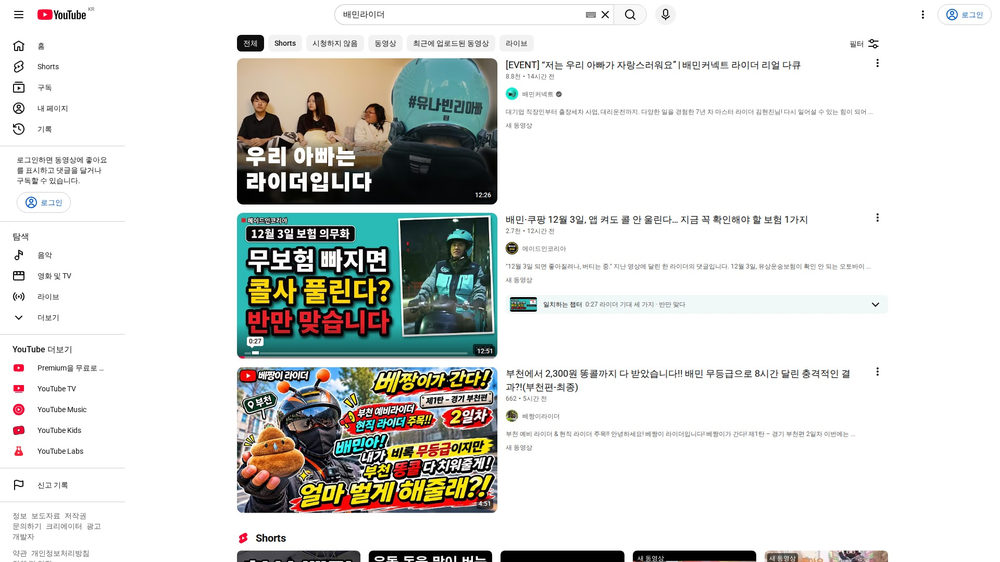 YouTube KR
배민라이더
로그인
홈
Shorts
구독
내 페이지
기록
로그인하면 동영상에 좋아요
를 표시하고 댓글을 달거나
구독할 수 있습니다.
로그인
탐색
음악
영화 및 TV
라이브
더보기
YouTube 더보기
Premium을 무료로 ...
YouTube TV
YouTube Music
YouTube Kids
YouTube Labs
신고 기록
정보 보도자료 저작권
문의하기 크리에이터 광고
개발자
약관 개인정보처리방침
전체 Shorts 시청하지 않음 동영상 최근에 업로드된 동영상 라이브
필터
#유나빈리아빠
우리 아빠는
라이더입니다
12:26
[EVENT] “저는 우리 아빠가 자랑스러워요” | 배민커넥트 라이더 리얼 다큐
8.8천 • 14시간 전
배민커넥트
대기업 직장인부터 출장세차 사업, 대리운전까지. 다양한 일을 경험한 7년 차 마스터 라이더 김현진님! 다시 일어설 수 있는 힘이 되어 ...
새 동영상
메이드인코리아
12월 3일 보험 의무화
무보험 빠지면
콜사 풀린다?
반만 맞습니다
0:27
12:51
배민·쿠팡 12월 3일, 앱 켜도 콜 안 울린다... 지금 꼭 확인해야 할 보험 1가지
2.7천 • 12시간 전
메이드인코리아
"12월 3일 되면 좋아질려나, 버티는 중." 지난 영상에 달린 한 라이더의 댓글입니다. 12월 3일, 유상운송보험이 확인 안 되는 오토바이 ...
새 동영상
일치하는 챕터 0:27 라이더 기대 세 가지 · 반만 맞다
베짱이라이더
베짱이가 간다!
제1탄 - 경기 부천편
부천
부천 예비라이더
현직 라이더 주목!!
2일차
배민아!
내가 비록 무등급이지만
부천 똥콜 다 치워줄게!
얼마 벌게 해줄래?!
4:51
부천에서 2,300원 똥콜까지 다 받았습니다!! 배민 무등급으로 8시간 달린 충격적인 결
과?!(부천편-최종)
662 • 5시간 전
베짱이라이더
부천 예비 라이더 & 현직 라이더 주목!! 안녕하세요! 베짱이 라이더입니다! 베짱이가 간다! 제1탄 – 경기 부천편 2일차 이번에는 ...
새 동영상
Shorts
새 동영상
새 동영상